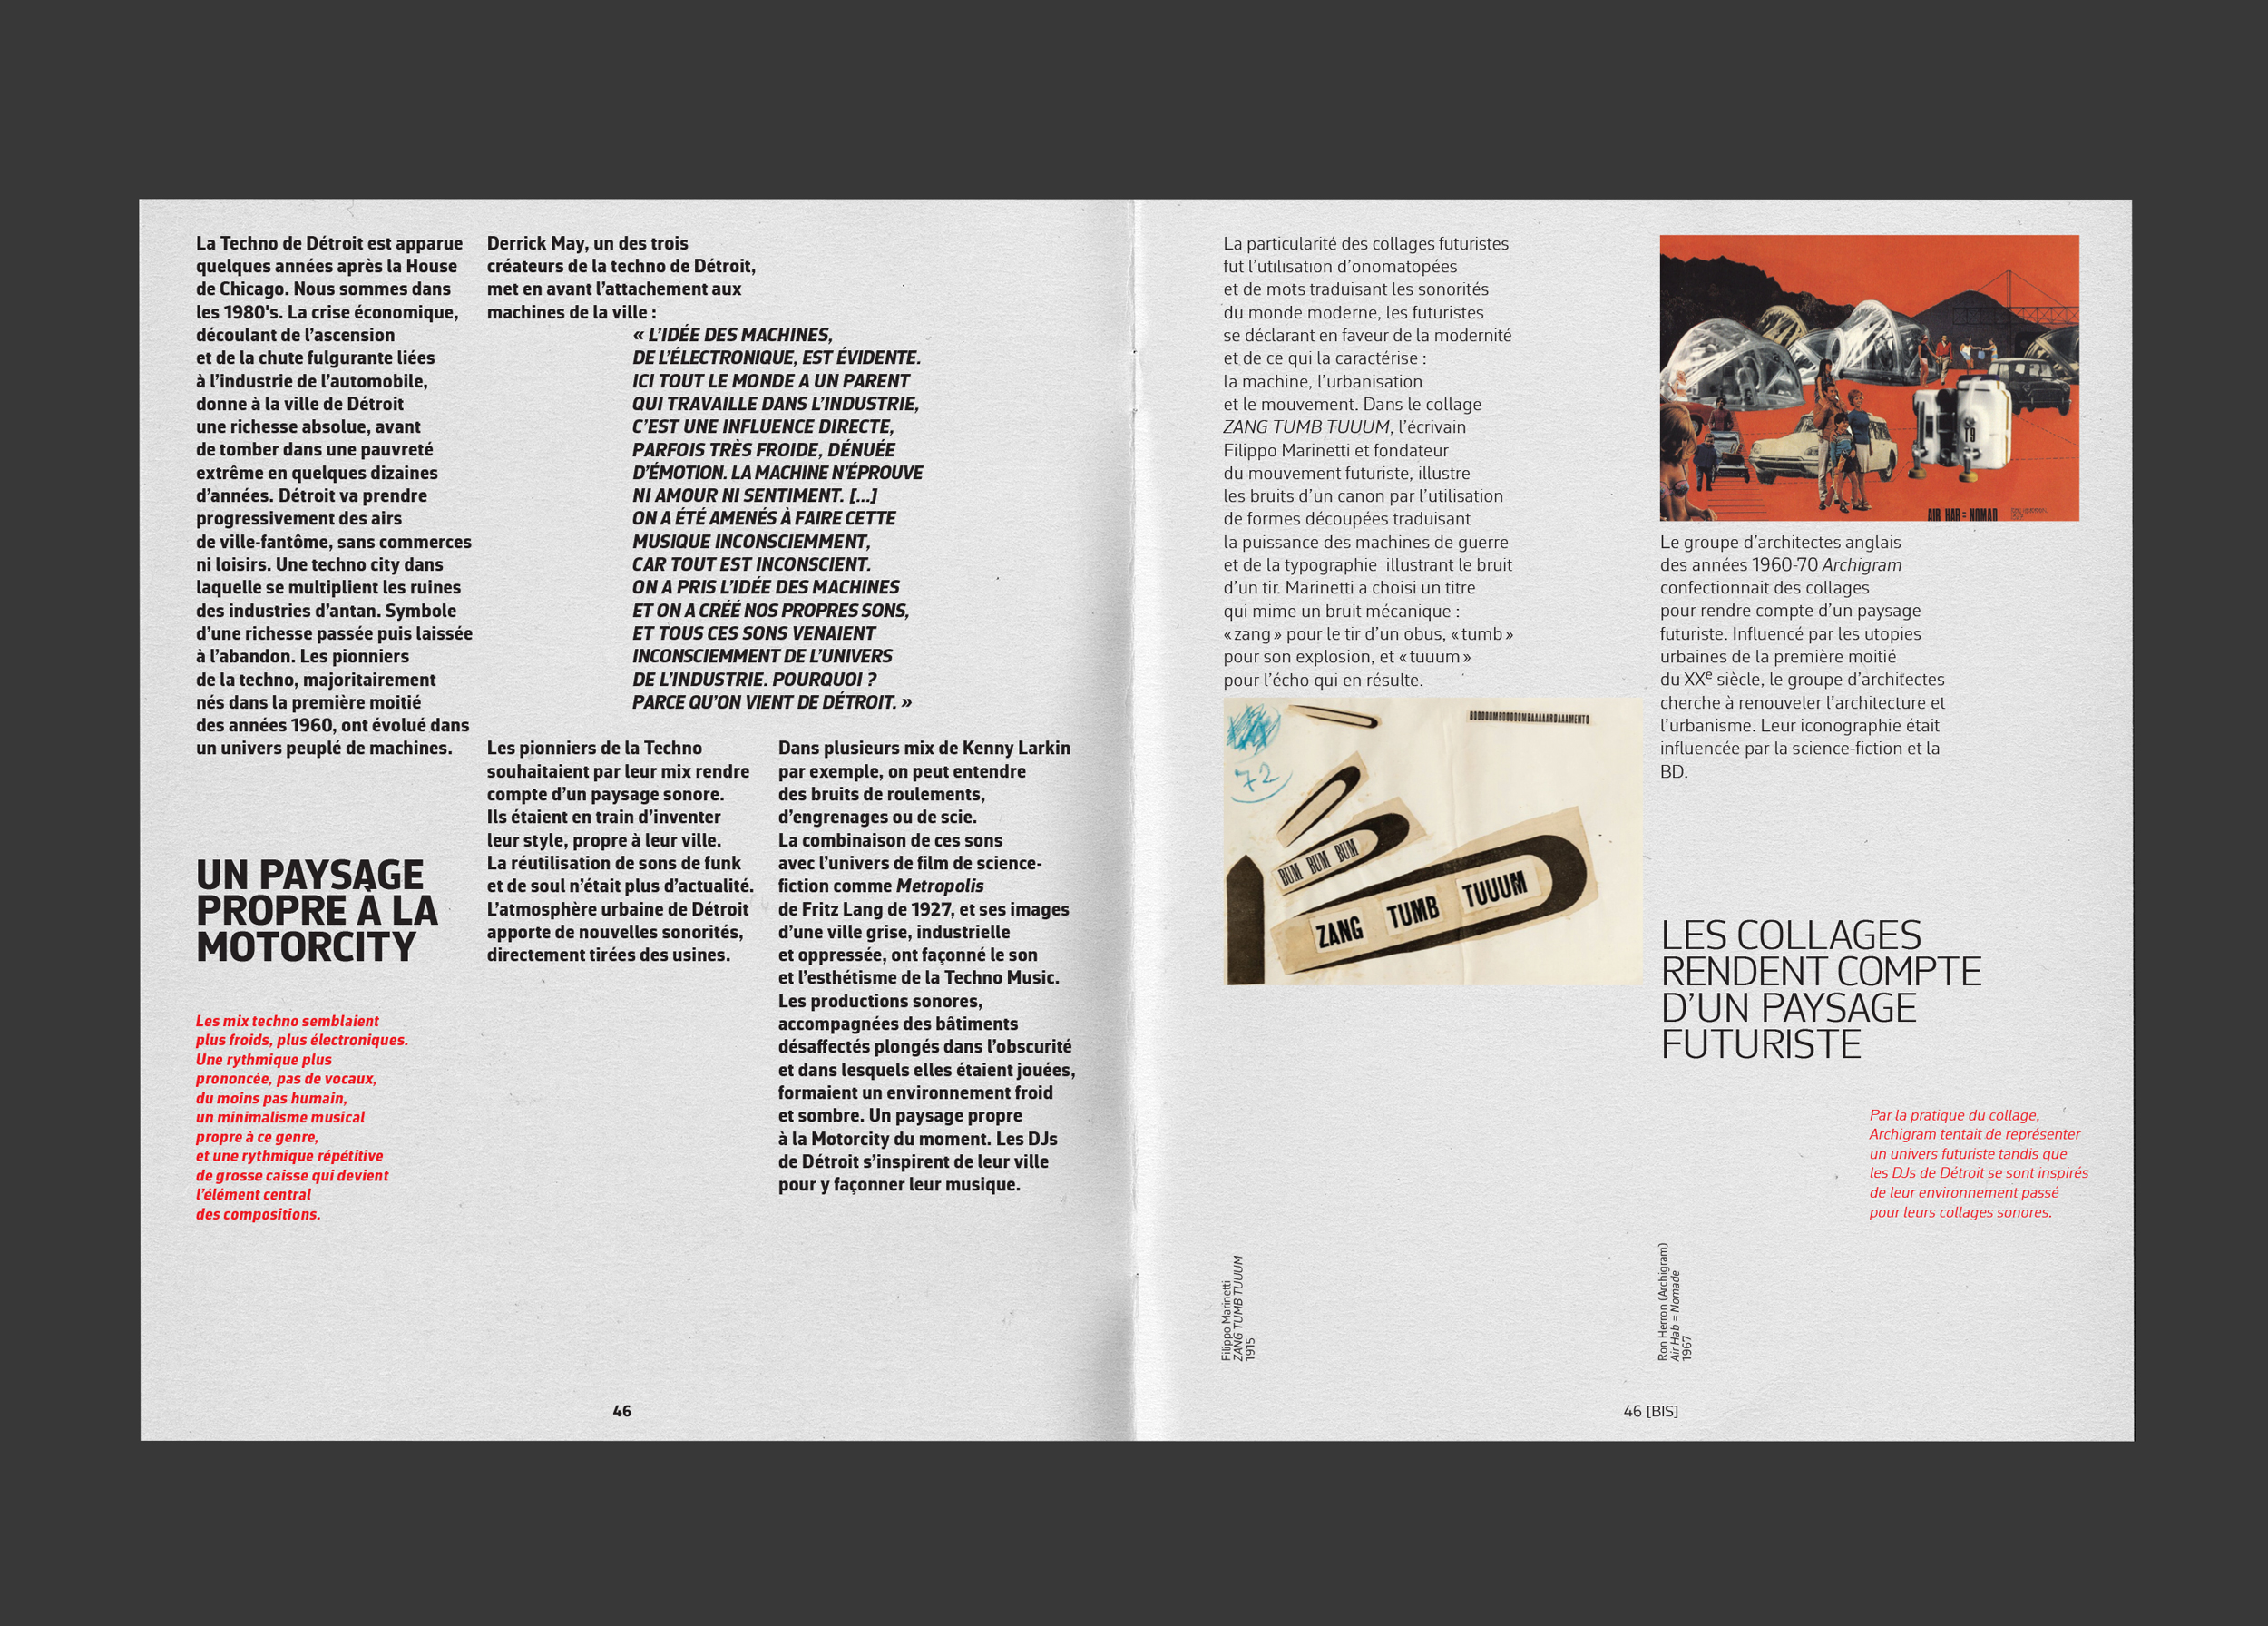 La Techno de Détroit est apparue
quelques années après la House
de Chicago. Nous sommes dans
les 1980's. La crise économique,
découlant de l'ascension
et de la chute fulgurante liées
à l'industrie de l'automobile,
donne à la ville de Détroit
une richesse absolue, avant
de tomber dans une pauvreté
extrême en quelques dizaines
d'années. Détroit va prendre
progressivement des airs
de ville-fantôme, sans commerces
ni loisirs. Une techno city dans
laquelle se multiplient les ruines
des industries d'antan. Symbole
d'une richesse passée puis laissée
à l'abandon. Les pionniers
de la techno, majoritairement
nés dans la première moitié
des années 1960, ont évolué dans
un univers peuplé de machines.
UN PAYSAGE
PROPRE À LA
MOTORCITY
Les mix techno semblaient
plus froids, plus électroniques.
Une rythmique plus
prononcée, pas de vocaux,
du moins pas humain,
un minimalisme musical
propre à ce genre,
et une rythmique répétitive
de grosse caisse qui devient
l'élément central
des compositions.
Derrick May, un des trois
créateurs de la techno de Détroit,
met en avant l'attachement aux
machines de la ville :
« L'IDÉE DES MACHINES,
DE L'ÉLECTRONIQUE, EST ÉVIDENTE.
ICI TOUT LE MONDE A UN PARENT
QUI TRAVAILLE DANS L'INDUSTRIE,
C'EST UNE INFLUENCE DIRECTE,
PARFOIS TRÈS FROIDE, DÉNUÉE
D'ÉMOTION. LA MACHINE N'ÉPROUVE
NI AMOUR NI SENTIMENT. [...]
ON A ÉTÉ AMENÉS À FAIRE CETTE
MUSIQUE INCONSCIEMMENT,
CAR TOUT EST INCONSCIENT.
ON A PRIS L'IDÉE DES MACHINES
ET ON A CRÉÉ NOS PROPRES SONS,
ET TOUS CES SONS VENAIENT
INCONSCIEMMENT DE L'UNIVERS
DE L'INDUSTRIE. POURQUOI ?
PARCE QU'ON VIENT DE DÉTROIT. »
Les pionniers de la Techno
souhaitaient par leur mix rendre
compte d'un paysage sonore.
Ils étaient en train d'inventer
leur style, propre à leur ville.
La réutilisation de sons de funk
et de soul n'était plus d'actualité.
L'atmosphère urbaine de Détroit
apporte de nouvelles sonorités,
directement tirées des usines.
Dans plusieurs mix de Kenny Larkin
par exemple, on peut entendre
des bruits de roulements,
d'engrenages ou de scie.
La combinaison de ces sons
avec l'univers de film de science-
fiction comme Metropolis
de Fritz Lang de 1927, et ses images
d'une ville grise, industrielle
et oppressée, ont façonné le son
et l'esthétisme de la Techno Music.
Les productions sonores,
accompagnées des bâtiments
désaffectés plongés dans l'obscurité
et dans lesquels elles étaient jouées,
formaient un environnement froid
et sombre. Un paysage propre
à la Motorcity du moment. Les DJs
de Détroit s'inspirent de leur ville
pour y façonner leur musique.
46
La particularité des collages futuristes
fut l'utilisation d'onomatopées
et de mots traduisant les sonorités
du monde moderne, les futuristes
se déclarant en faveur de la modernité
et de ce qui la caractérise :
la machine, l'urbanisation
et le mouvement. Dans le collage
ZANG TUMB TUUUM, l'écrivain
Filippo Marinetti et fondateur
du mouvement futuriste, illustre
les bruits d'un canon par l'utilisation
de formes découpées traduisant
la puissance des machines de guerre
et de la typographie illustrant le bruit
d'un tir. Marinetti a choisi un titre
qui mime un bruit mécanique :
« zang » pour le tir d'un obus, « tumb »
pour son explosion, et « tuuum »
pour l'écho qui en résulte.
72
BUM BUM BUM
ZANG TUMB TUUUM
Filippo Marinetti
ZANG TUMB TUUUM
1915
19
AIR HAB = NOMAD
Le groupe d'architectes anglais
des années 1960-70 Archigram
confectionnait des collages
pour rendre compte d'un paysage
futuriste. Influencé par les utopies
urbaines de la première moitié
du XXe siècle, le groupe d'architectes
cherche à renouveler l'architecture et
l'urbanisme. Leur iconographie était
influencée par la science-fiction et la
BD.
LES COLLAGES
RENDENT COMPTE
D'UN PAYSAGE
FUTURISTE
Par la pratique du collage,
Archigram tentait de représenter
un univers futuriste tandis que
les DJs de Détroit se sont inspirés
de leur environnement passé
pour leurs collages sonores.
Ron Herron (Archigram)
Air Hab = Nomade
1967
46 [BIS]